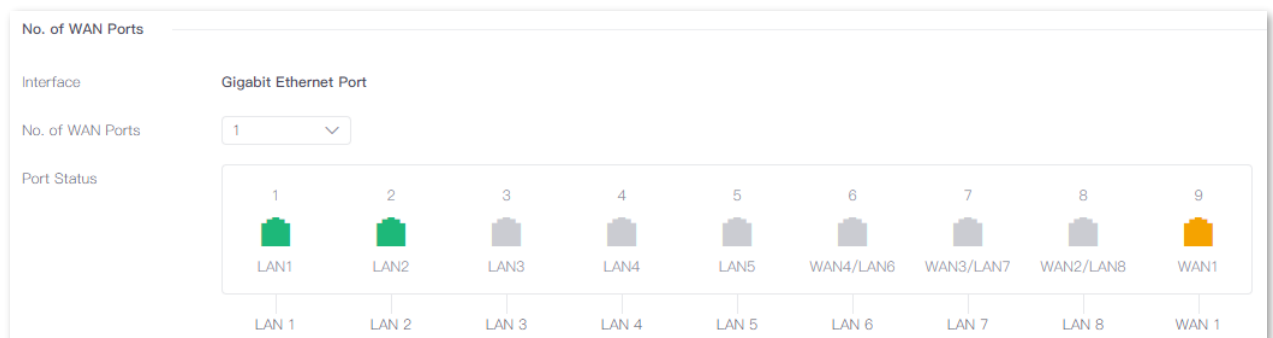 No. of WAN Ports
Interface Gigabit Ethernet Port
No. of WAN Ports 1
Port Status
1 2 3 4 5 6 7 8 9
LAN1 LAN2 LAN3 LAN4 LAN5 WAN4/LAN6 WAN3/LAN7 WAN2/LAN8 WAN1
LAN 1 LAN 2 LAN 3 LAN 4 LAN 5 LAN 6 LAN 7 LAN 8 WAN 1